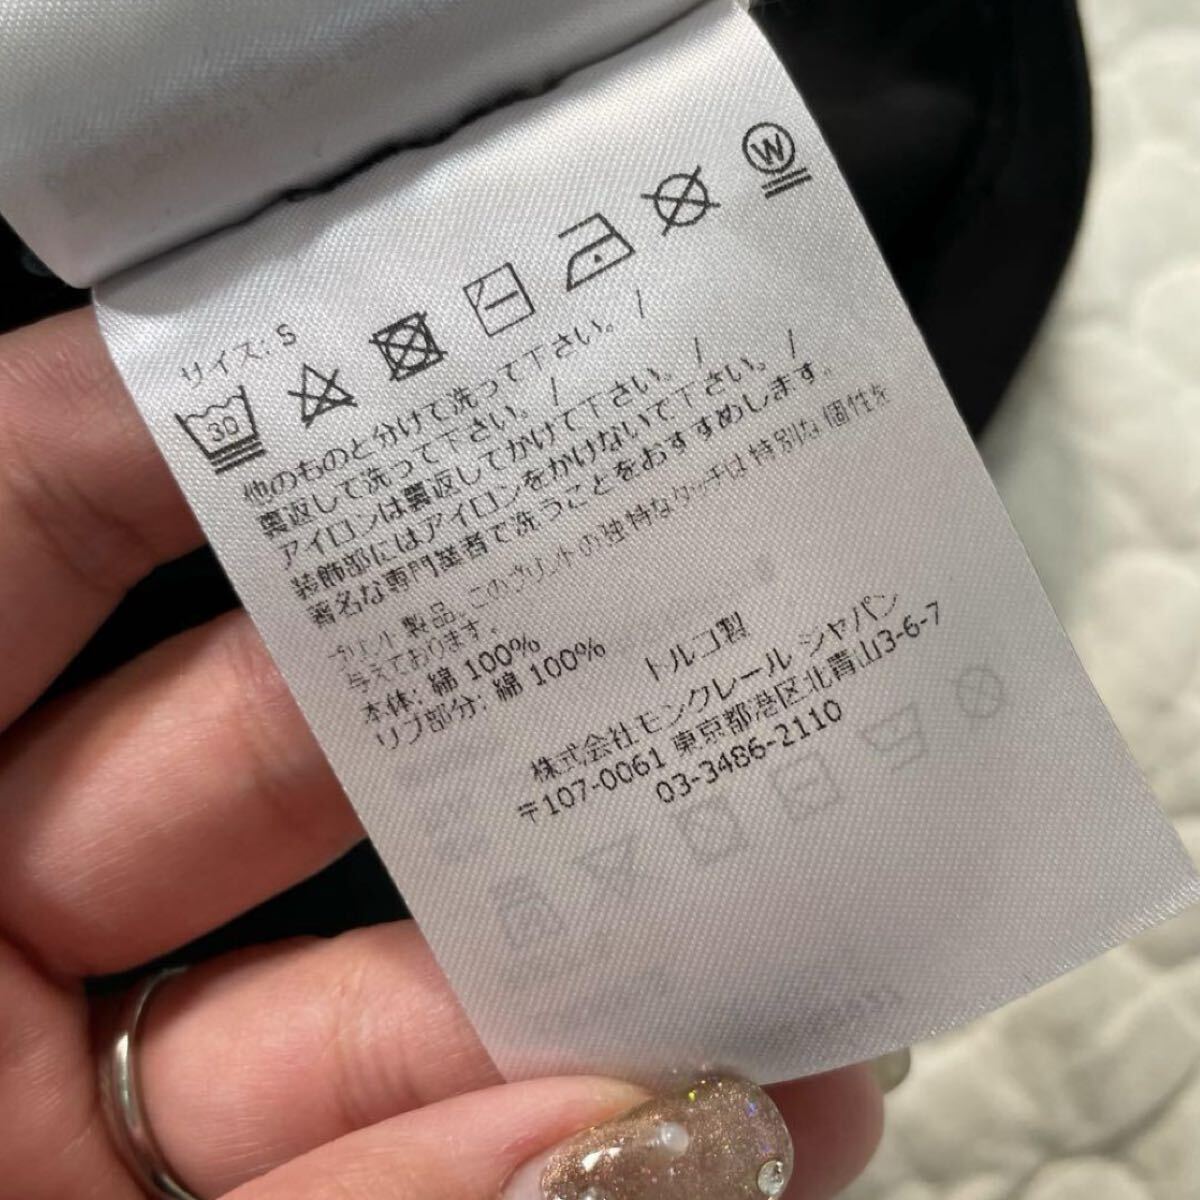 サイズ: S
30
W
他のものと分けて洗って下さい。 /
裏返して洗って下さい。 /
アイロンは裏返してかけて下さい。 /
装飾部にはアイロンをかけないで下さい。 /
著名な専門業者で洗うことをおすすめします。
プリント製品。このプリントの独特なタッチは特別な個性を
与えております。
本体: 綿 100%
リブ部分: 綿 100%
トルコ製
株式会社モンクレール ジャパン
〒107-0061 東京都港区北青山3-6-7
03-3486-2110